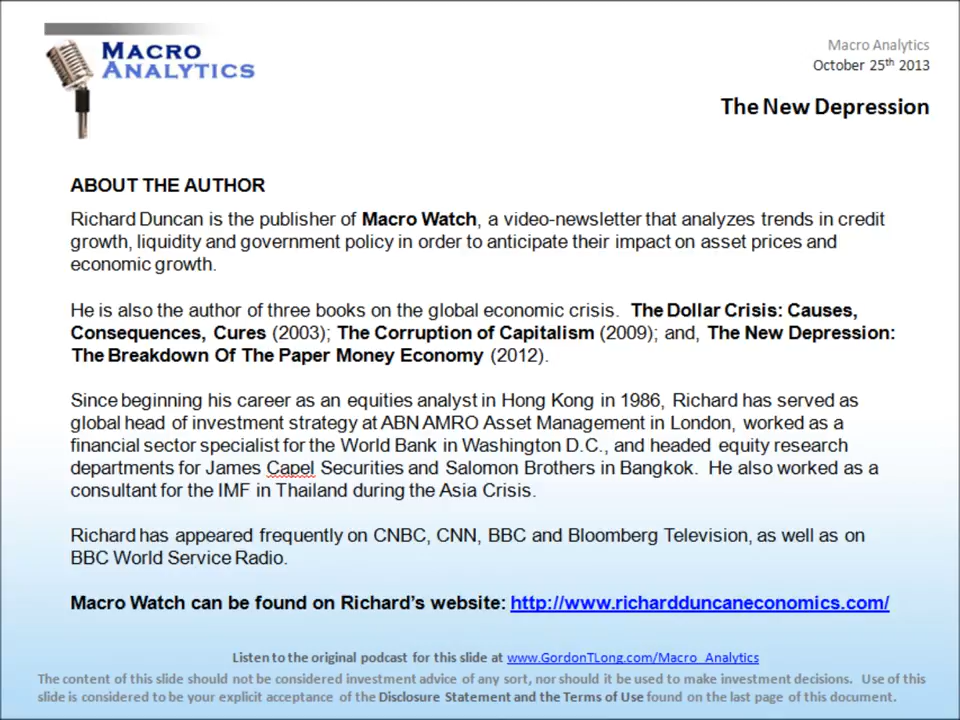 MACRO
ANALYTICS
Macro Analytics
October 25th 2013
The New Depression
ABOUT THE AUTHOR
Richard Duncan is the publisher of Macro Watch, a video-newsletter that analyzes trends in credit
growth, liquidity and government policy in order to anticipate their impact on asset prices and
economic growth.
He is also the author of three books on the global economic crisis. The Dollar Crisis: Causes,
Consequences, Cures (2003); The Corruption of Capitalism (2009); and, The New Depression:
The Breakdown Of The Paper Money Economy (2012).
Since beginning his career as an equities analyst in Hong Kong in 1986, Richard has served as
global head of investment strategy at ABN AMRO Asset Management in London, worked as a
financial sector specialist for the World Bank in Washington D.C., and headed equity research
departments for James Capel Securities and Salomon Brothers in Bangkok. He also worked as a
consultant for the IMF in Thailand during the Asia Crisis.
Richard has appeared frequently on CNBC, CNN, BBC and Bloomberg Television, as well as on
BBC World Service Radio.
Macro Watch can be found on Richard's website: http://www.richardduncaneconomics.com/
Listen to the original podcast for this slide at www.GordonTLong.com/Macro_Analytics
The content of this slide should not be considered investment advice of any sort, nor should it be used to make investment decisions. Use of this
slide is considered to be your explicit acceptance of the Disclosure Statement and the Terms of Use found on the last page of this document.